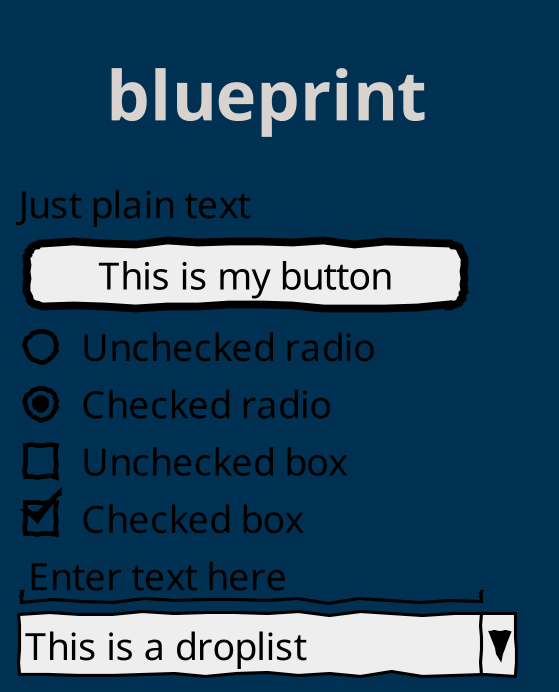 blueprint
Just plain text
This is my button
Unchecked radio
Checked radio
Unchecked box
Checked box
Enter text here
This is a droplist